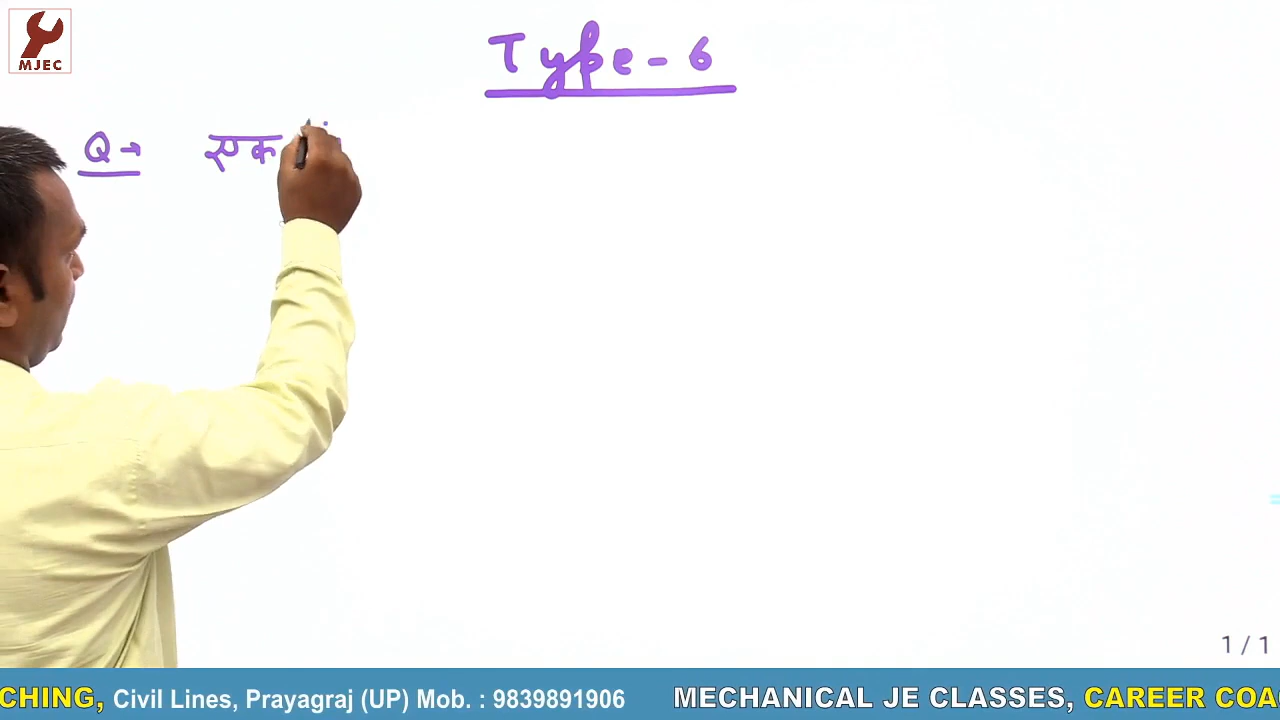 MJEC
Type - 6
Q→ एक
1 / 1
CHING, Civil Lines, Prayagraj (UP) Mob. : 9839891906 MECHANICAL JE CLASSES, CAREER COA